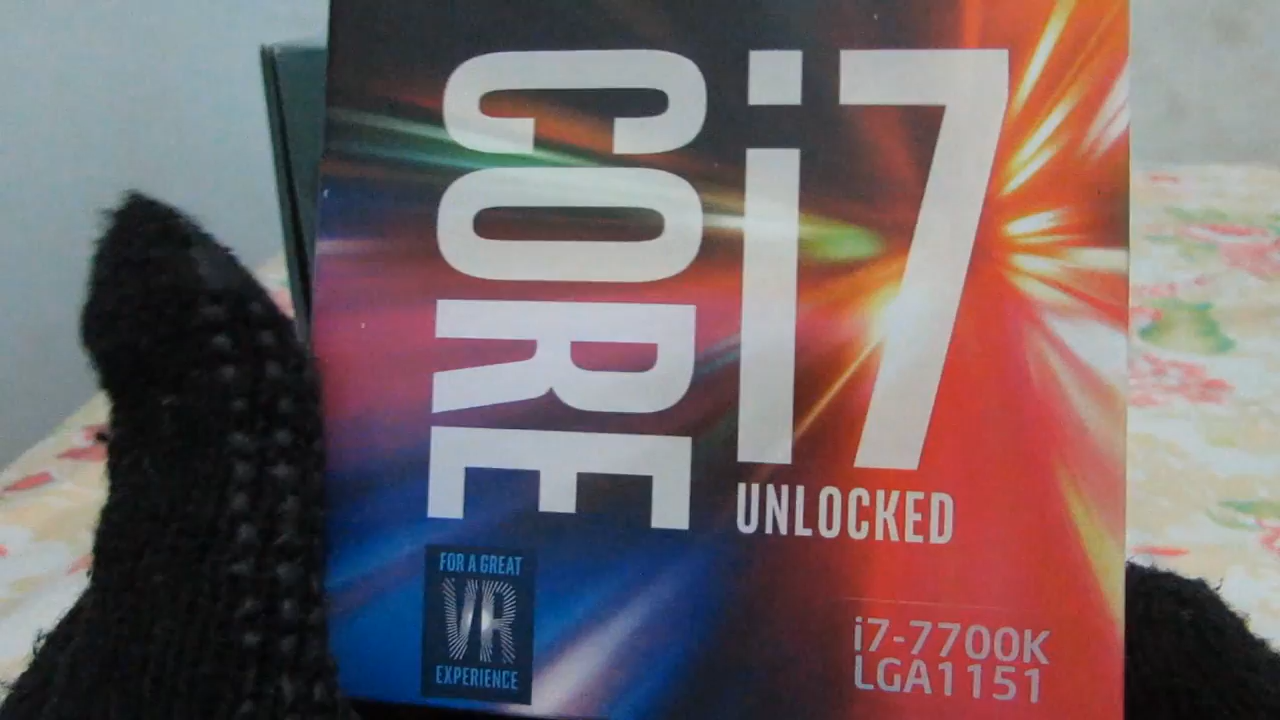 CORE
i7
UNLOCKED
FOR A GREAT
VR
EXPERIENCE
i7-7700K
LGA1151